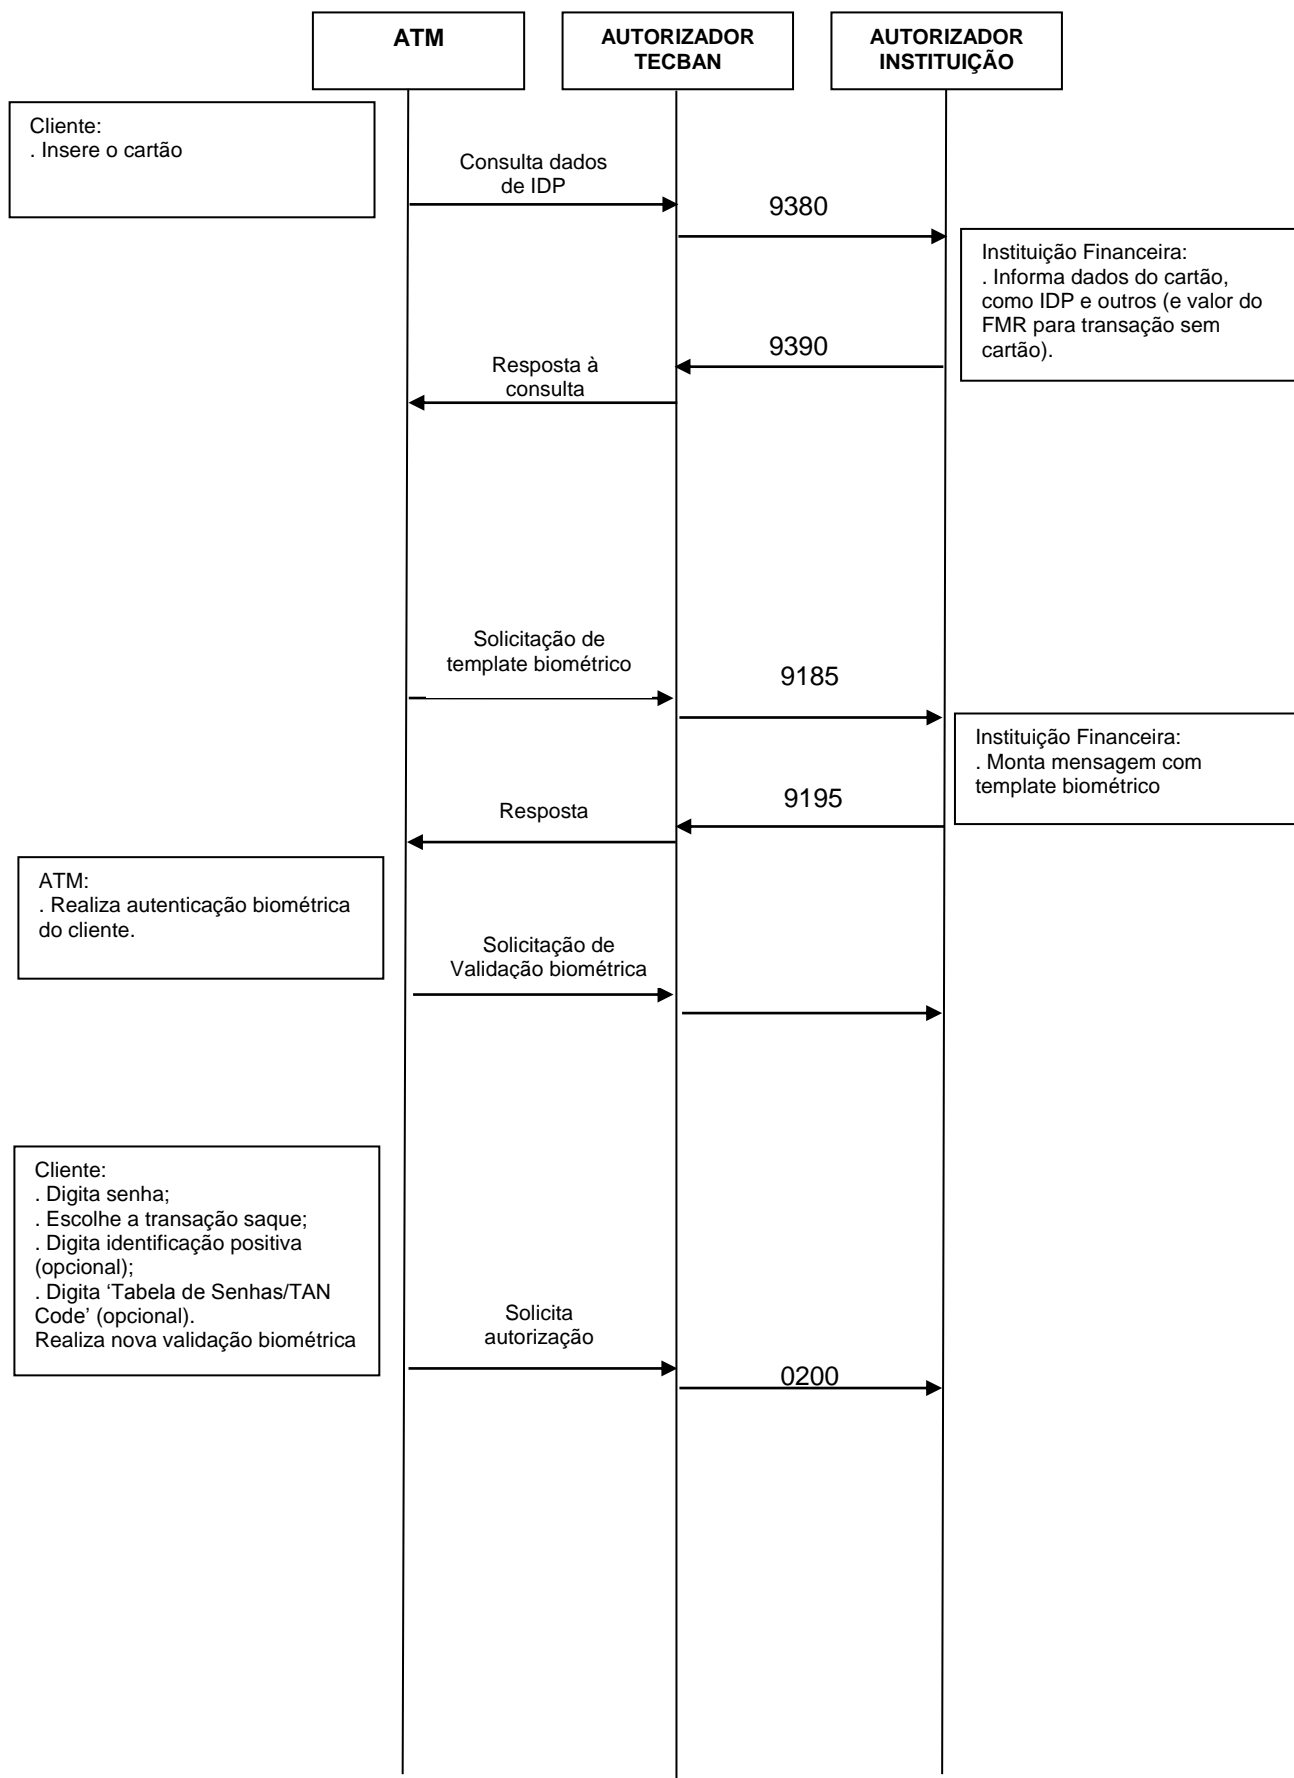 ATM
AUTORIZADOR
TECBAN
AUTORIZADOR
INSTITUIÇÃO
Cliente:
. Insere o cartão
Consulta dados
de IDP
9380
Instituição Financeira:
. Informa dados do cartão,
como IDP e outros (e valor do
FMR para transação sem
cartão).
9390
Resposta à
consulta
Solicitação de
template biométrico
9185
Instituição Financeira:
. Monta mensagem com
template biométrico
9195
Resposta
ATM:
. Realiza autenticação biométrica
do cliente.
Solicitação de
Validação biométrica
Cliente:
. Digita senha;
. Escolhe a transação saque;
. Digita identificação positiva
(opcional);
. Digita ‘Tabela de Senhas/TAN
Code’ (opcional).
Realiza nova validação biométrica
Solicita
autorização
0200